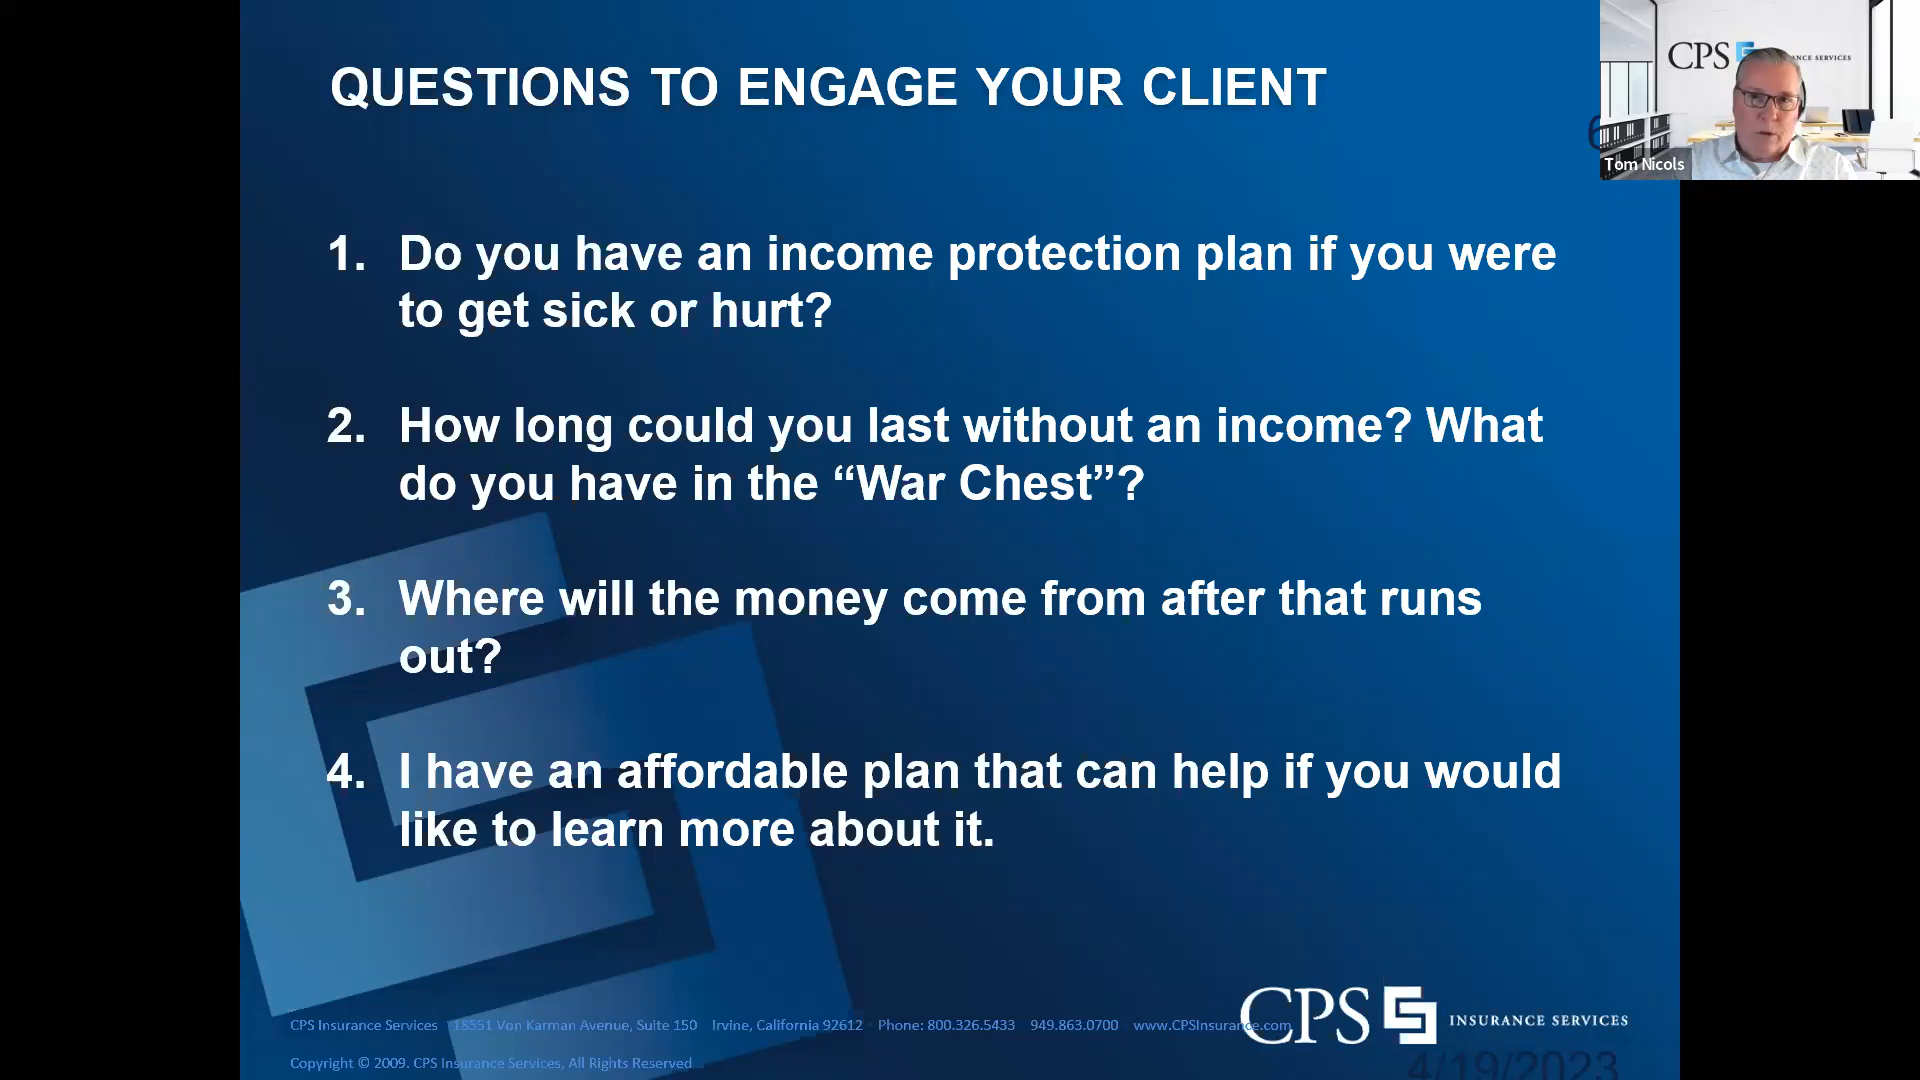 QUESTIONS TO ENGAGE YOUR CLIENT
CPS
NCE SERVICES
6
Tom Nicols
1. Do you have an income protection plan if you were
to get sick or hurt?
2. How long could you last without an income? What
do you have in the “War Chest”?
3. Where will the money come from after that runs
out?
4. I have an affordable plan that can help if you would
like to learn more about it.
CPS Insurance Services 18551 Von Karman Avenue, Suite 150 Irvine, California 92612 Phone: 800.326.5433 949.863.0700 www.CPSInsurance.com
CPS INSURANCE SERVICES
Copyright © 2009. CPS Insurance Services, All Rights Reserved
4/19/2023